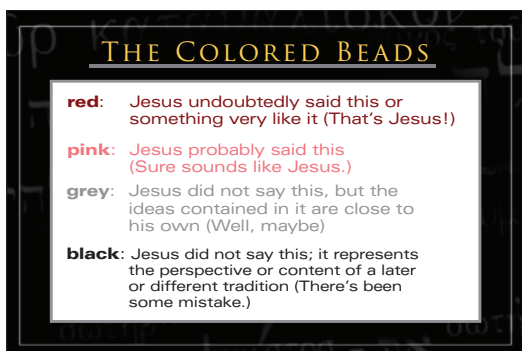 THE COLORED BEADS
red: Jesus undoubtedly said this or
something very like it (That's Jesus!)
pink: Jesus probably said this
(Sure sounds like Jesus.)
grey: Jesus did not say this, but the
ideas contained in it are close to
his own (Well, maybe)
black: Jesus did not say this; it represents
the perspective or content of a later
or different tradition (There's been
some mistake.)